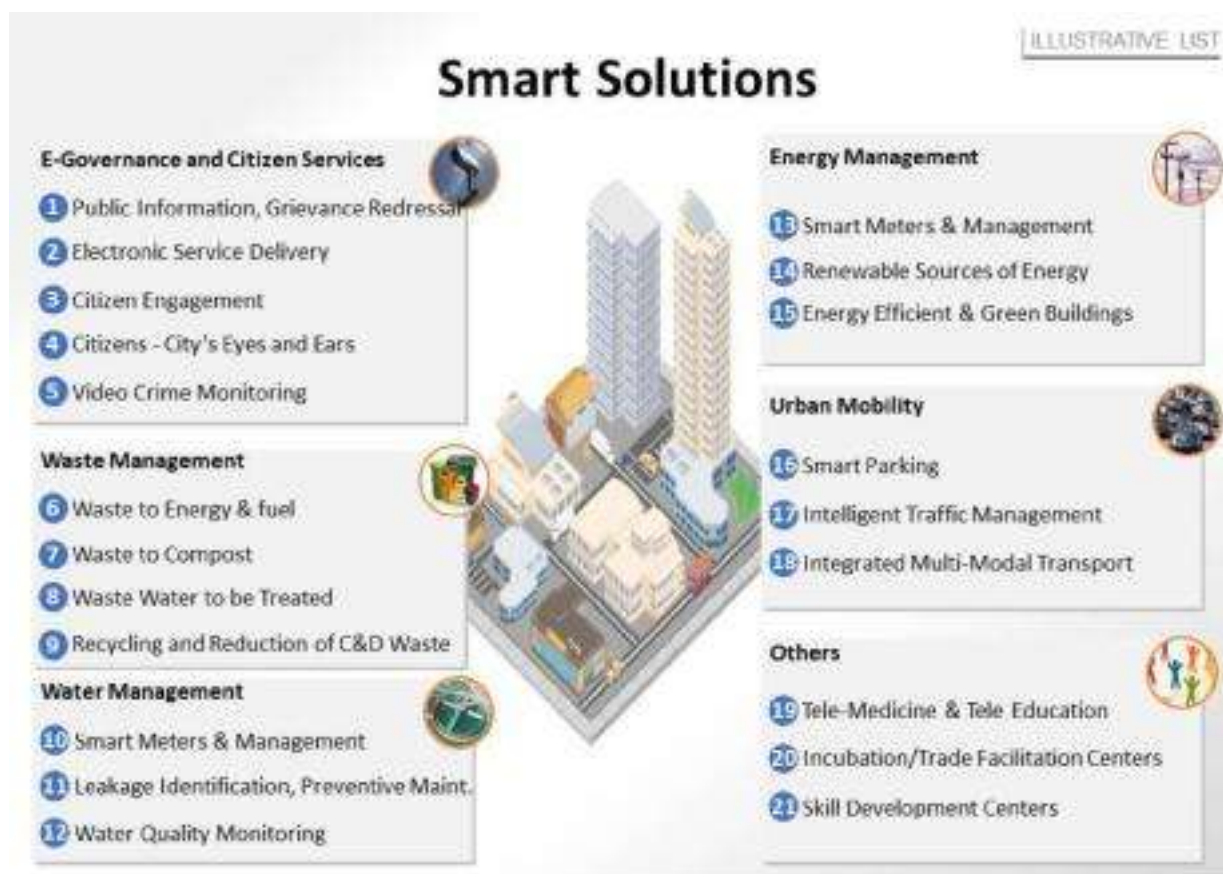 ILLUSTRATIVE LIST
Smart Solutions
E-Governance and Citizen Services
1 Public Information, Grievance Redressal
2 Electronic Service Delivery
3 Citizen Engagement
4 Citizens - City's Eyes and Ears
5 Video Crime Monitoring
Waste Management
6 Waste to Energy & fuel
7 Waste to Compost
8 Waste Water to be Treated
9 Recycling and Reduction of C&D Waste
Water Management
10 Smart Meters & Management
11 Leakage Identification, Preventive Maint.
12 Water Quality Monitoring
Energy Management
13 Smart Meters & Management
14 Renewable Sources of Energy
15 Energy Efficient & Green Buildings
Urban Mobility
16 Smart Parking
17 Intelligent Traffic Management
18 Integrated Multi-Modal Transport
Others
19 Tele-Medicine & Tele Education
20 Incubation/Trade Facilitation Centers
21 Skill Development Centers